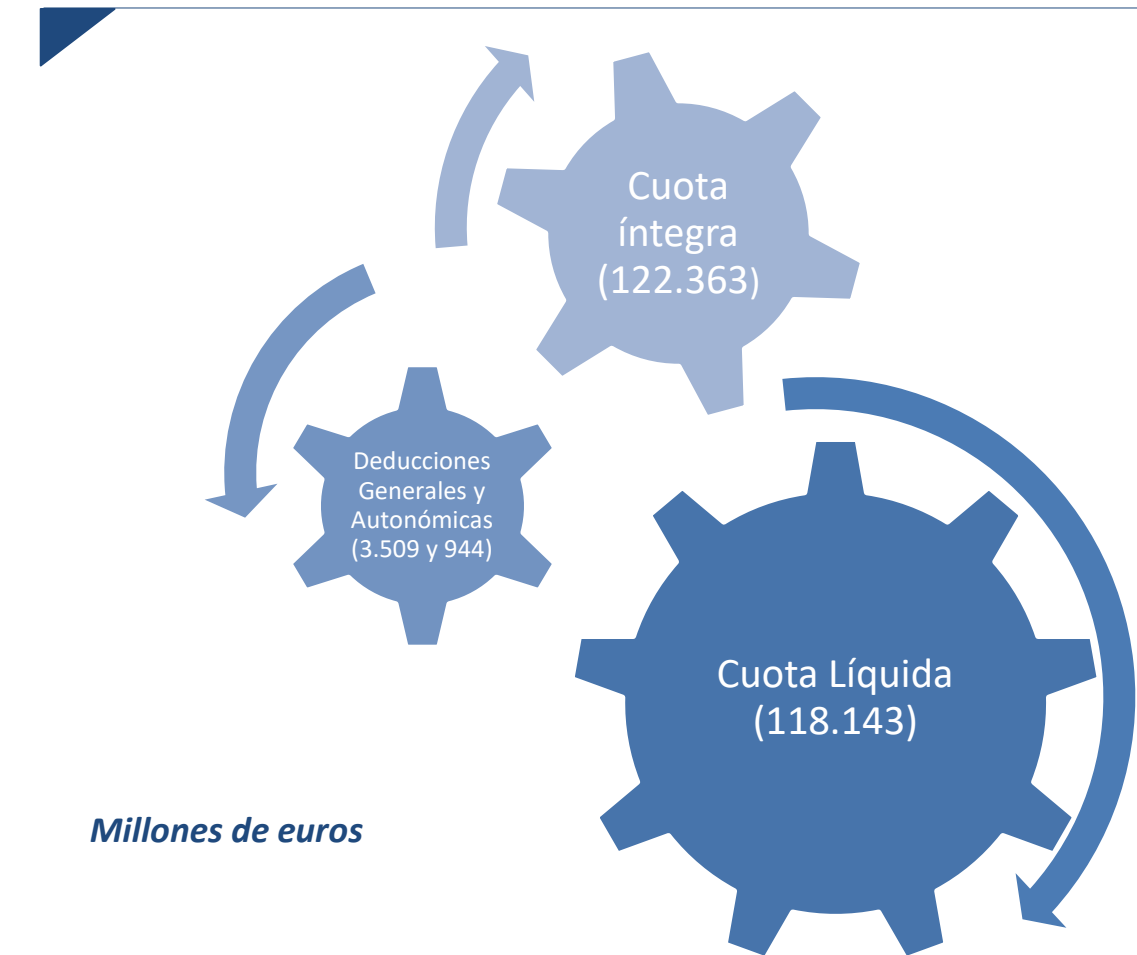 Cuota
íntegra
(122.363)
Deducciones
Generales y
Autonómicas
(3.509 y 944)
Cuota Líquida
(118.143)
Millones de euros